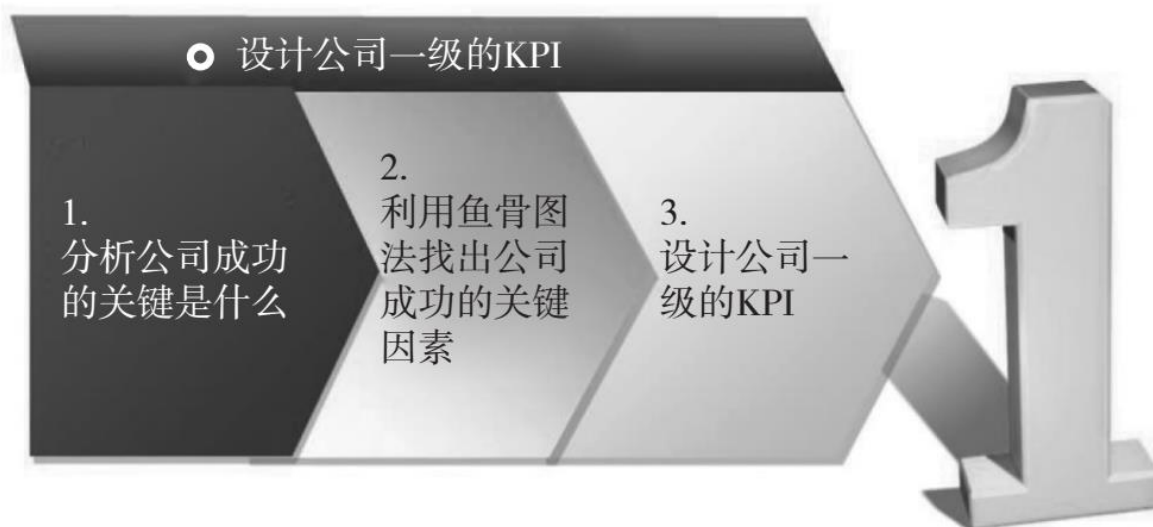 设计公司一级的KPI
1.
分析公司成功
的关键是什么
2.
利用鱼骨图
法找出公司
成功的关键
因素
3.
设计公司一
级的KPI
1